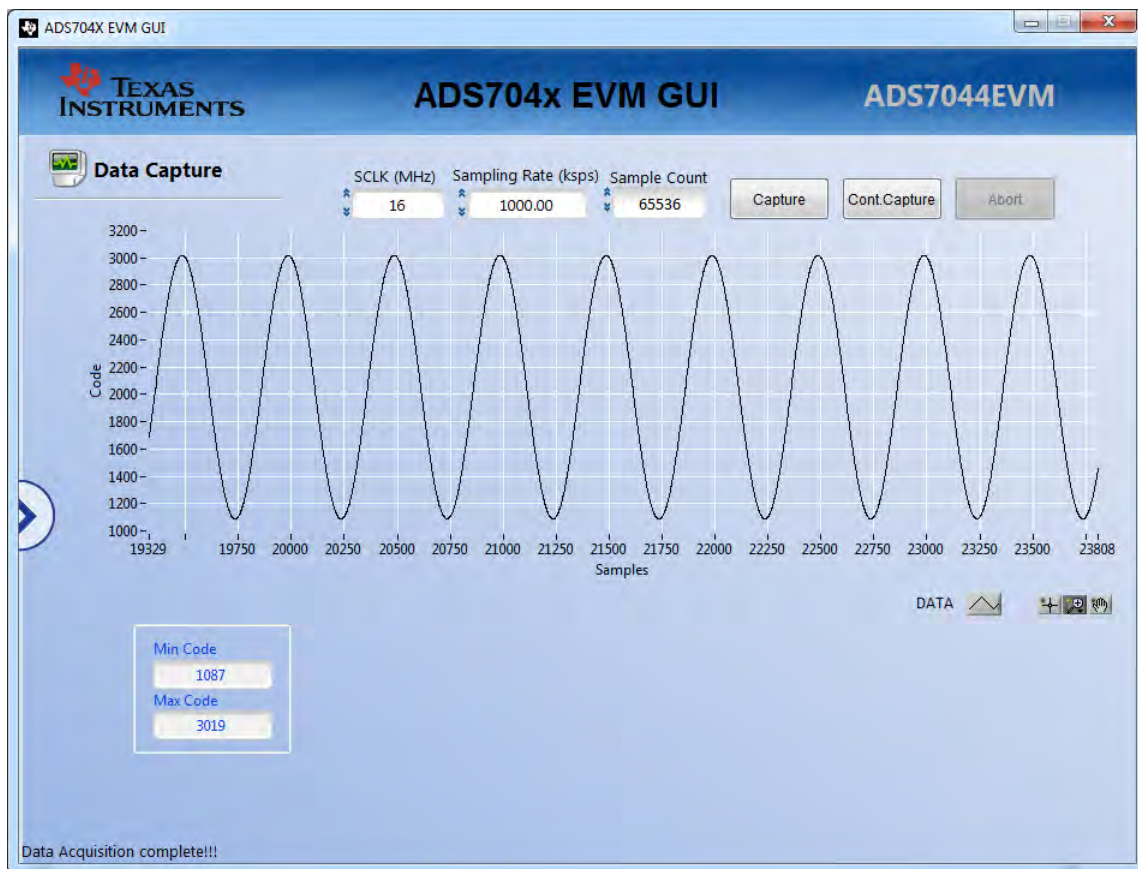 ADS704X EVM GUI
TEXAS INSTRUMENTS
ADS704x EVM GUI
ADS7044EVM
Data Capture
SCLK (MHz) Sampling Rate (ksps) Sample Count
16 1000.00 65536 Capture Cont.Capture Abort
3200
3000
2800
2600
2400
2200
2000
1800
1600
1400
1200
1000
Code
19329 19750 20000 20250 20500 20750 21000 21250 21500 21750 22000 22250 22500 22750 23000 23250 23500 23808
Samples
DATA
Min Code
1087
Max Code
3019
Data Acquisition complete!!!